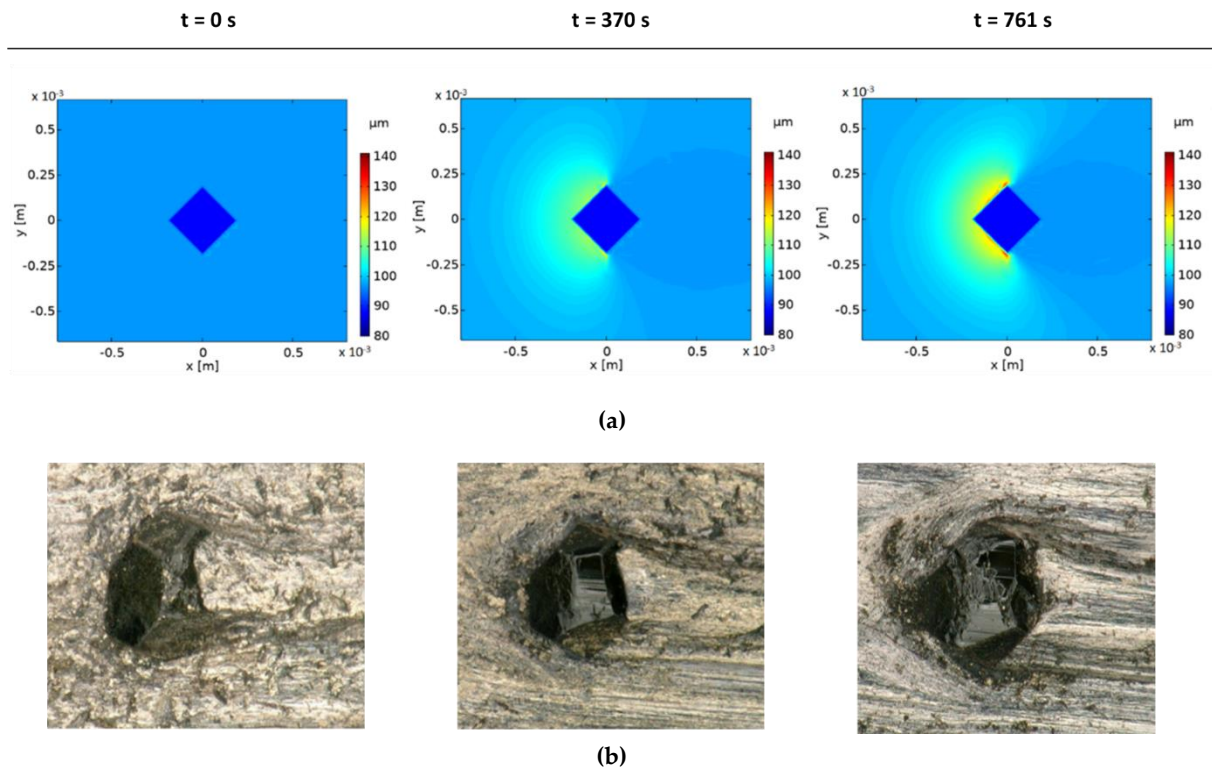 t = 0 s t = 370 s t = 761 s
x 10⁻³ x 10⁻³ x 10⁻³
µm µm µm
140 140 140
0.5 0.5 0.5
130 130 130
0.25 0.25 0.25
120 120 120
y [m] 0 y [m] 0 y [m] 0
110 110 110
100 100 100
-0.25 -0.25 -0.25
90 90 90
-0.5 -0.5 -0.5
80 80 80
-0.5 0 0.5 x 10⁻³ -0.5 0 0.5 x 10⁻³ -0.5 0 0.5 x 10⁻³
x [m] x [m] x [m]
(a)
(b)